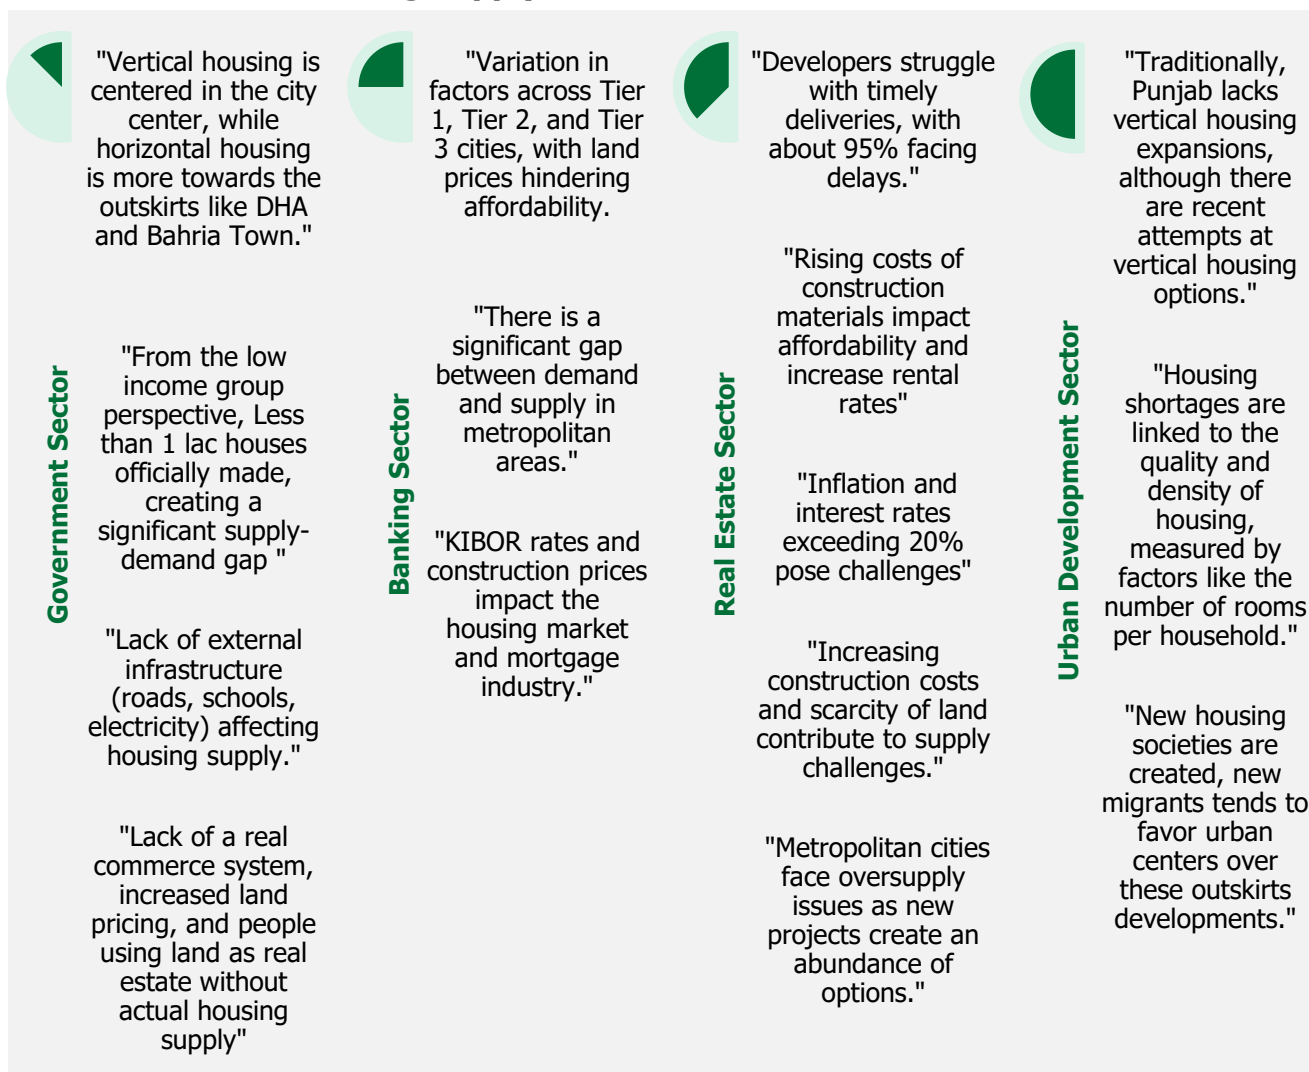 Government Sector
"Vertical housing is
centered in the city
center, while
horizontal housing
is more towards the
outskirts like DHA
and Bahria Town."
"From the low
income group
perspective, Less
than 1 lac houses
officially made,
creating a
significant supply-
demand gap "
"Lack of external
infrastructure
(roads, schools,
electricity) affecting
housing supply."
"Lack of a real
commerce system,
increased land
pricing, and people
using land as real
estate without
actual housing
supply"
Banking Sector
"Variation in
factors across Tier
1, Tier 2, and Tier
3 cities, with land
prices hindering
affordability.
"There is a
significant gap
between demand
and supply in
metropolitan
areas."
"KIBOR rates and
construction prices
impact the
housing market
and mortgage
industry."
Real Estate Sector
"Developers struggle
with timely
deliveries, with
about 95% facing
delays."
"Rising costs of
construction
materials impact
affordability and
increase rental
rates"
"Inflation and
interest rates
exceeding 20%
pose challenges"
"Increasing
construction costs
and scarcity of land
contribute to supply
challenges."
"Metropolitan cities
face oversupply
issues as new
projects create an
abundance of
options."
Urban Development Sector
"Traditionally,
Punjab lacks
vertical housing
expansions,
although there
are recent
attempts at
vertical housing
options."
"Housing
shortages are
linked to the
quality and
density of
housing,
measured by
factors like the
number of rooms
per household."
"New housing
societies are
created, new
migrants tends to
favor urban
centers over
these outskirts
developments."